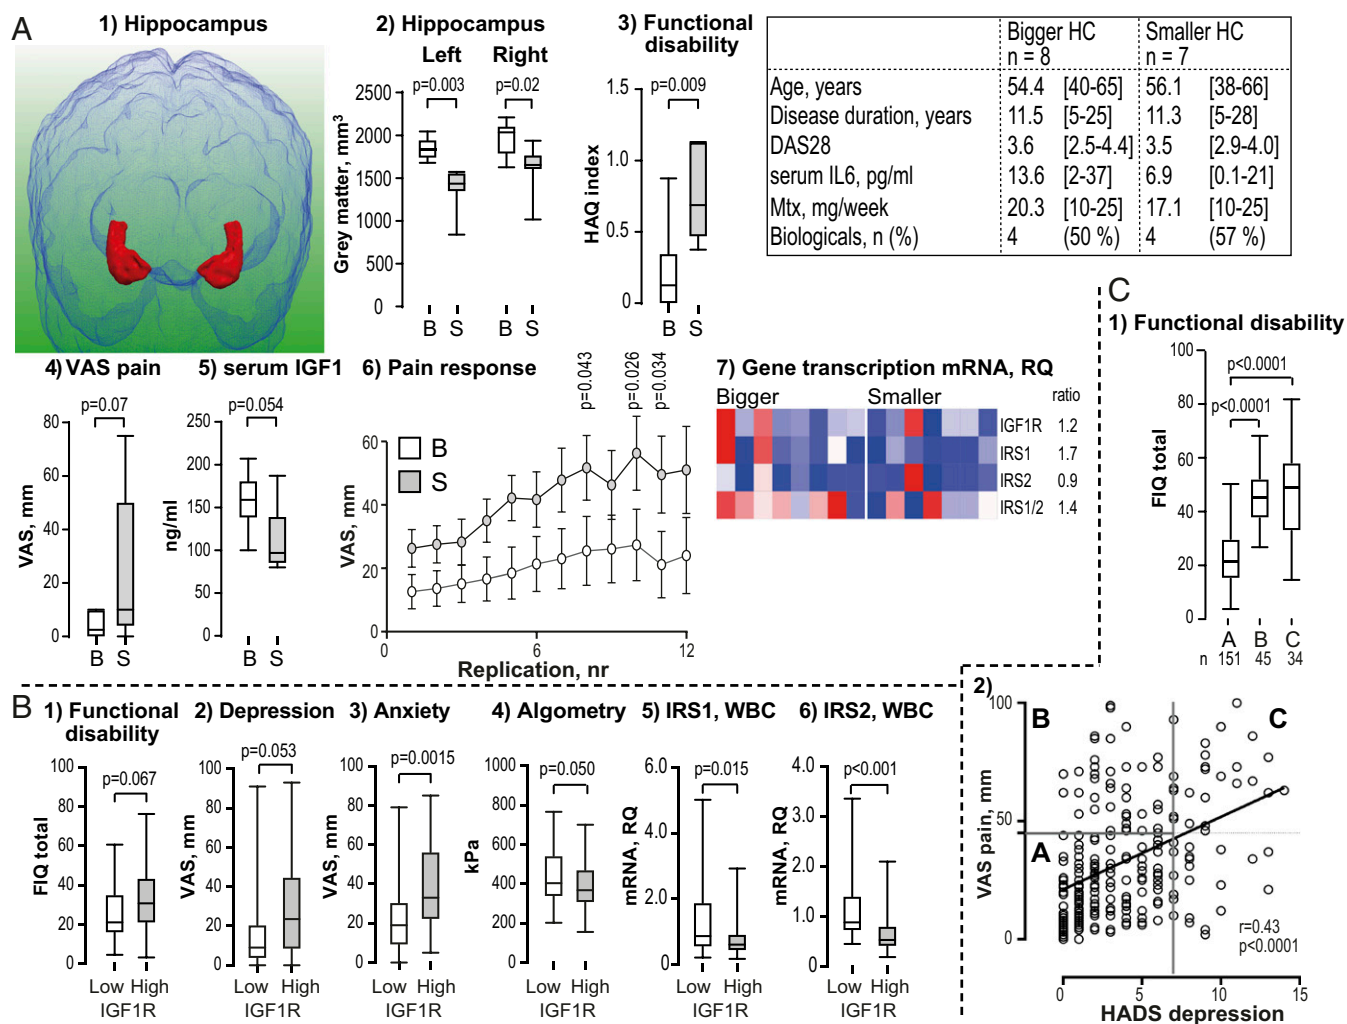 A
1) Hippocampus
2) Hippocampus
Left Right
p=0.003 p=0.02
Grey matter, mm³
2500
2000
1500
1000
500
0
B S B S
3) Functional
disability
p=0.009
HAQ index
1.5
1.0
0.5
0
B S
Bigger HC Smaller HC
n = 8 n = 7
Age, years 54.4 [40-65] 56.1 [38-66]
Disease duration, years 11.5 [5-25] 11.3 [5-28]
DAS28 3.6 [2.5-4.4] 3.5 [2.9-4.0]
serum IL6, pg/ml 13.6 [2-37] 6.9 [0.1-21]
Mtx, mg/week 20.3 [10-25] 17.1 [10-25]
Biologicals, n (%) 4 (50 %) 4 (57 %)
4) VAS pain
p=0.07
VAS, mm
80
60
40
20
0
B S
5) serum IGF1
p=0.054
ng/ml
250
200
150
100
50
0
B S
6) Pain response
p=0.043
p=0.026
p=0.034
B
S
VAS, mm
60
40
20
0
0 6 12
Replication, nr
7) Gene transcription mRNA, RQ
Bigger Smaller ratio
IGF1R 1.2
IRS1 1.7
IRS2 0.9
IRS1/2 1.4
B
1) Functional
disability
p=0.067
FIQ total
100
80
60
40
20
0
Low High
IGF1R
2) Depression
p=0.053
VAS, mm
100
80
60
40
20
0
Low High
IGF1R
3) Anxiety
p=0.0015
VAS, mm
100
80
60
40
20
0
Low High
IGF1R
4) Algometry
p=0.050
kPa
1000
800
600
400
200
000
Low High
IGF1R
5) IRS1, WBC
p=0.015
mRNA, RQ
6.0
4.0
2.0
0
Low High
IGF1R
6) IRS2, WBC
p<0.001
mRNA, RQ
4.0
3.0
2.0
1.0
0
Low High
IGF1R
C
1) Functional disability
p<0.0001
p<0.0001
FIQ total
100
80
60
40
20
0
A B C
n 151 45 34
2)
VAS pain, mm
100
50
0
B C
A
r=0.43
p<0.0001
0 5 10 15
HADS depression